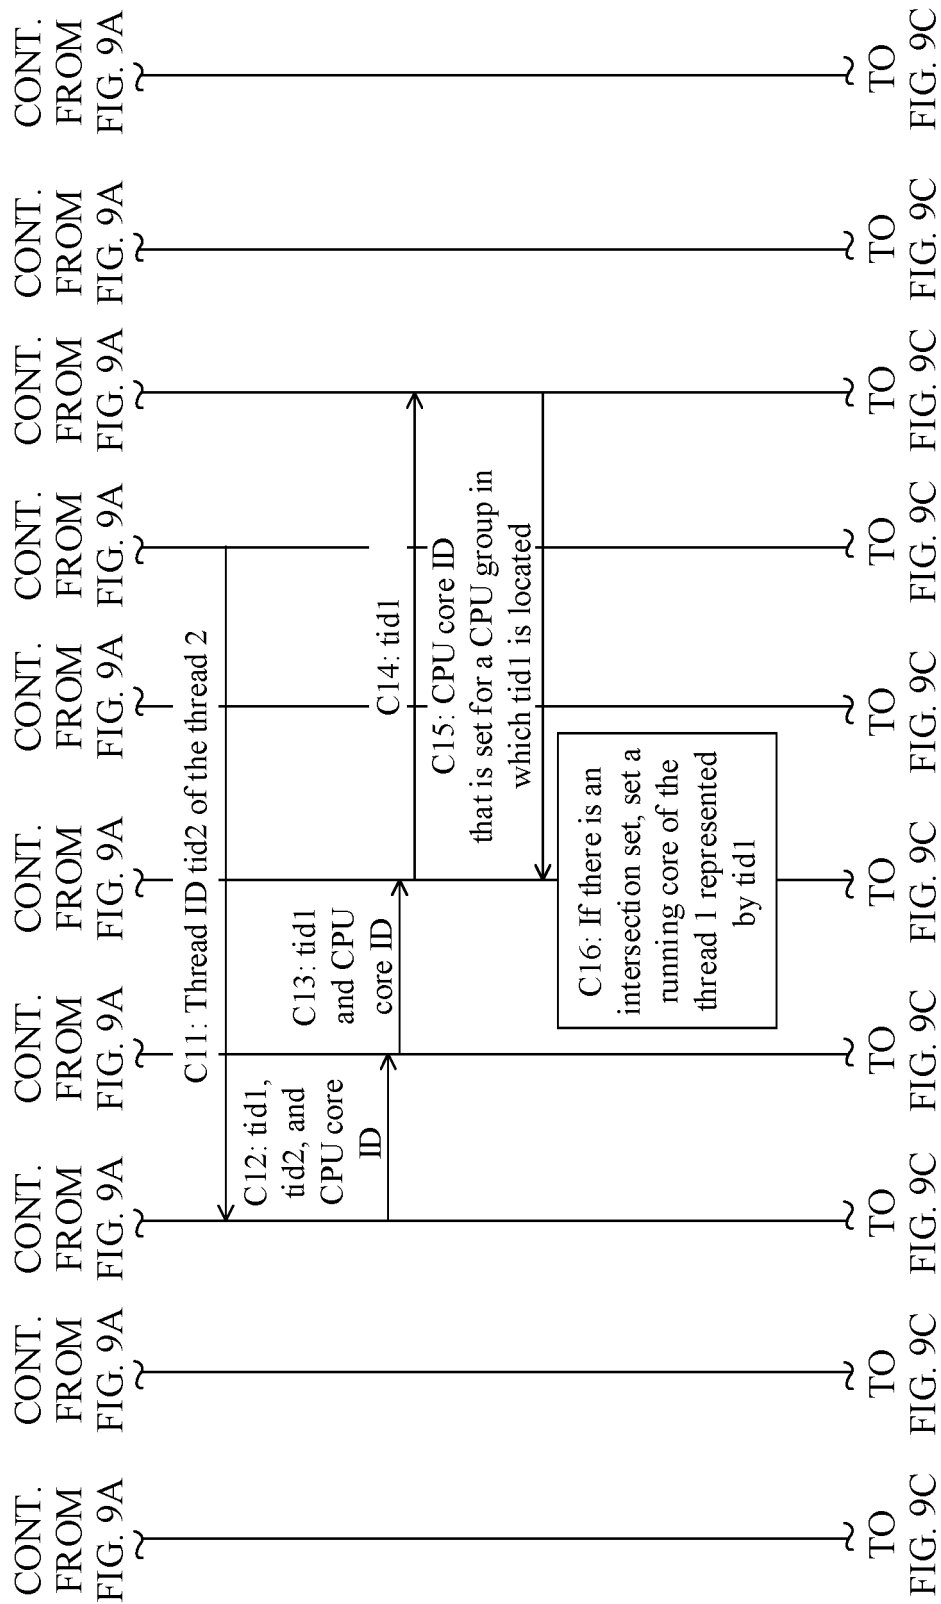 CONT.
FROM
FIG. 9A
CONT.
FROM
FIG. 9A
CONT.
FROM
FIG. 9A
CONT.
FROM
FIG. 9A
CONT.
FROM
FIG. 9A
CONT.
FROM
FIG. 9A
CONT.
FROM
FIG. 9A
CONT.
FROM
FIG. 9A
CONT.
FROM
FIG. 9A
CONT.
FROM
FIG. 9A
C11: Thread ID tid2 of the thread 2
C12: tid1,
tid2, and
CPU core
ID
C13: tid1
and CPU
core ID
C14: tid1
C15: CPU core ID
that is set for a CPU group in
which tid1 is located
C16: If there is an
intersection set, set a
running core of the
thread 1 represented
by tid1
TO
FIG. 9C
TO
FIG. 9C
TO
FIG. 9C
TO
FIG. 9C
TO
FIG. 9C
TO
FIG. 9C
TO
FIG. 9C
TO
FIG. 9C
TO
FIG. 9C
TO
FIG. 9C